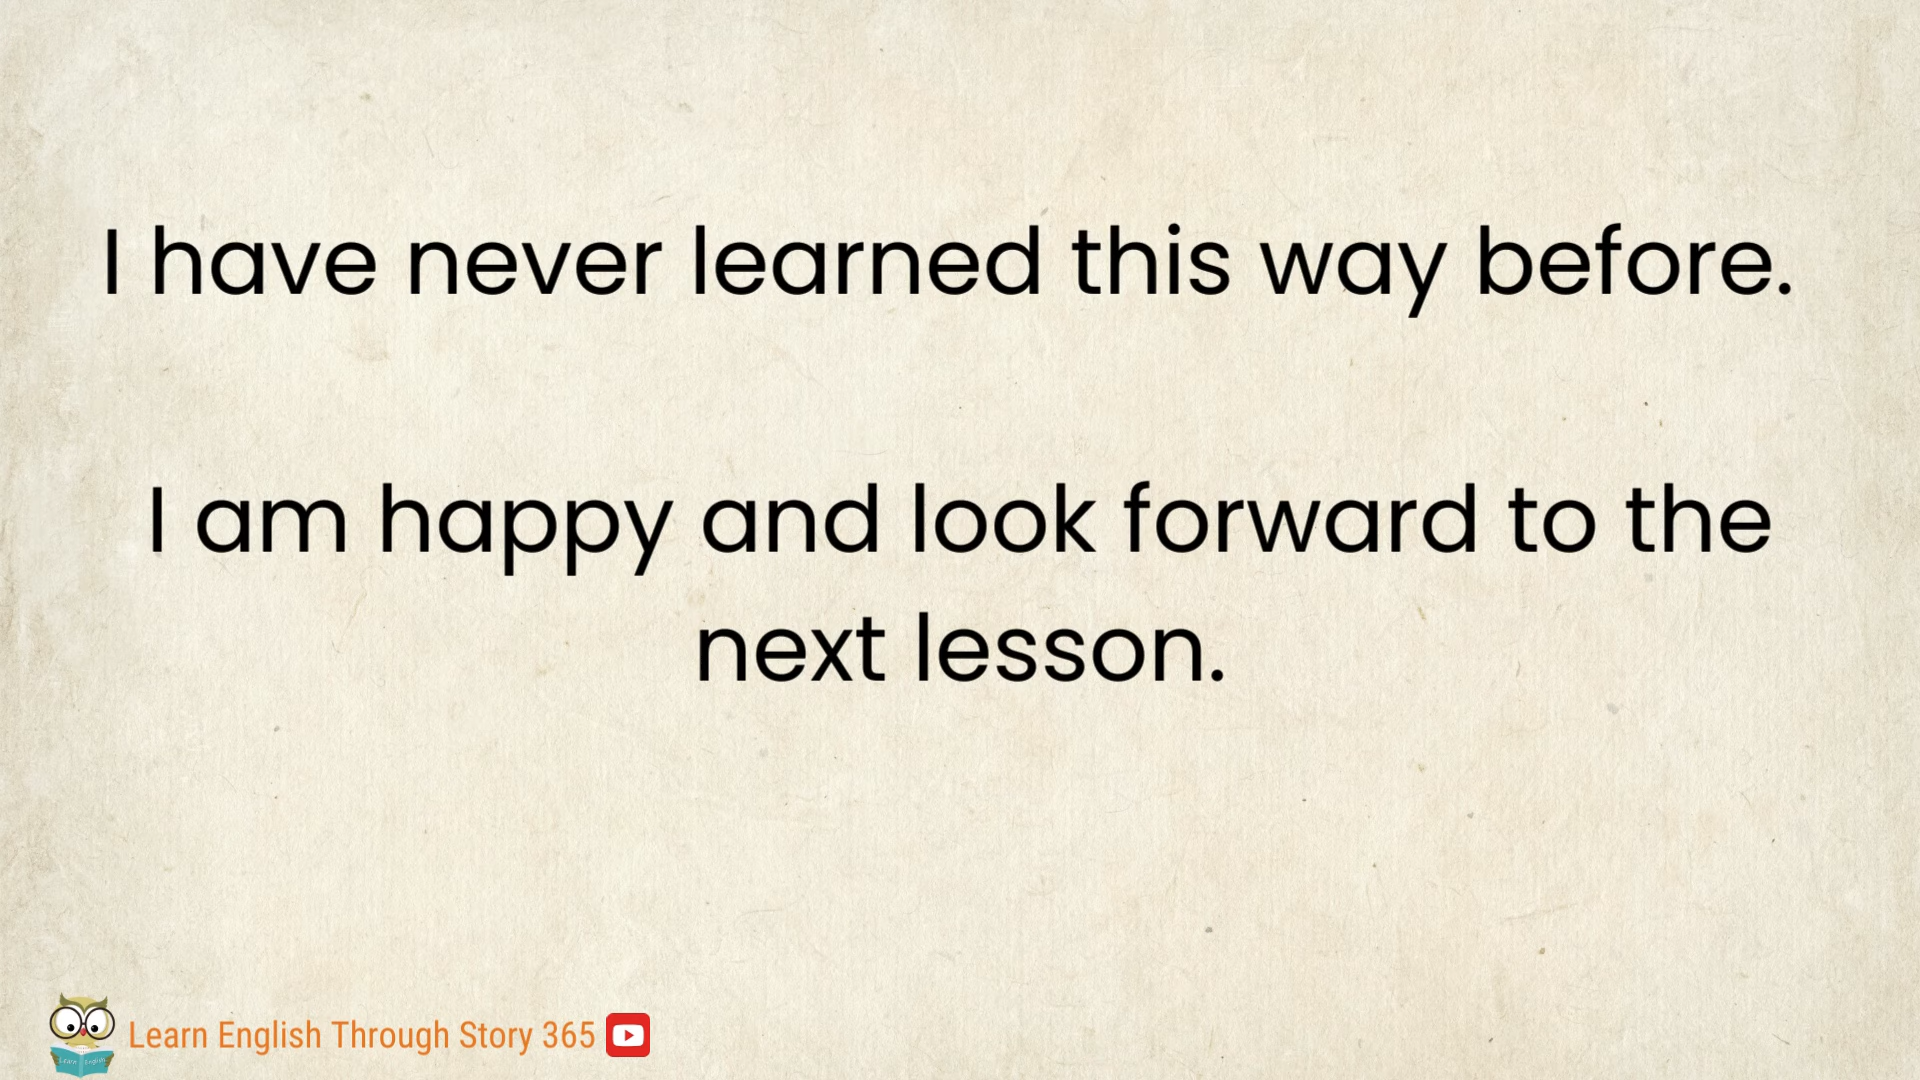 I have never learned this way before.
I am happy and look forward to the
next lesson.
Learn English Through Story 365